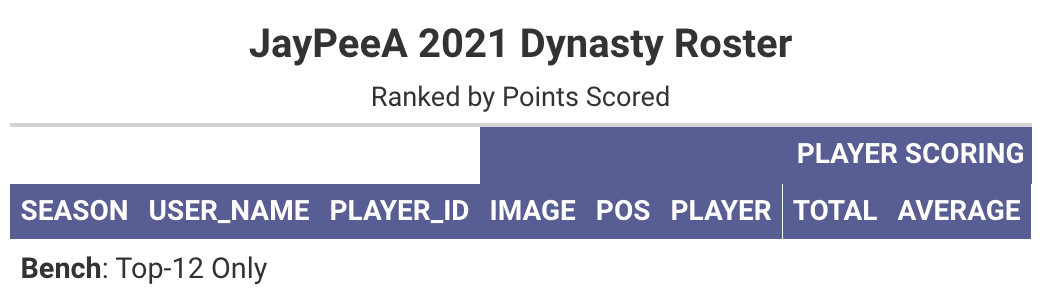 JayPeeA 2021 Dynasty Roster
Ranked by Points Scored
PLAYER SCORING
SEASON USER_NAME PLAYER_ID IMAGE POS PLAYER TOTAL AVERAGE
Bench: Top-12 Only